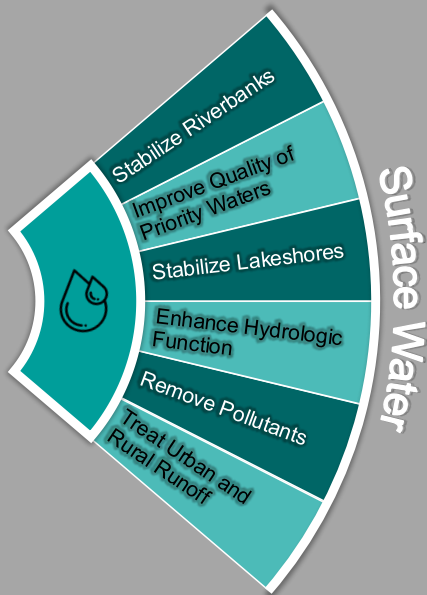 Stabilize Riverbanks
Improve Quality of
Priority Waters
Stabilize Lakeshores
Enhance Hydrologic
Function
Remove Pollutants
Treat Urban and
Rural Runoff
Surface Water